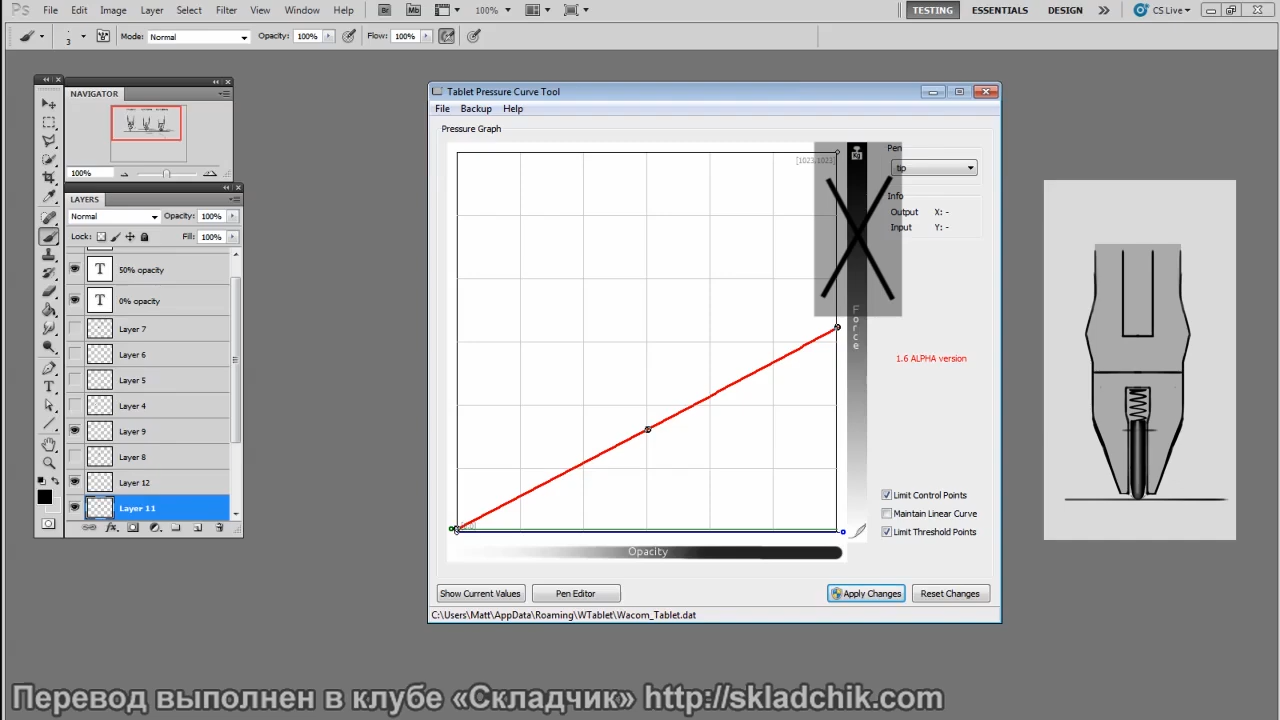 Ps File Edit Image Layer Select Filter View Window Help Br Mb 100% TESTING ESSENTIALS DESIGN CS Live
3 Mode: Normal Opacity: 100% Flow: 100%
NAVIGATOR
100%
LAYERS
Normal Opacity: 100%
Lock: Fill: 100%
T 50% opacity
T 0% opacity
Layer 7
Layer 6
Layer 5
Layer 4
Layer 9
Layer 8
Layer 12
Layer 11
Tablet Pressure Curve Tool
File Backup Help
Pressure Graph
[1023,1023]
Force
Opacity
Pen
tip
Info
Output X: -
Input Y: -
1.6 ALPHA version
Limit Control Points
Maintain Linear Curve
Limit Threshold Points
Show Current Values Pen Editor Apply Changes Reset Changes
C:\Users\Matt\AppData\Roaming\WTablet\Wacom_Tablet.dat
Перевод выполнен в клубе «Складчик» http://skladchik.com